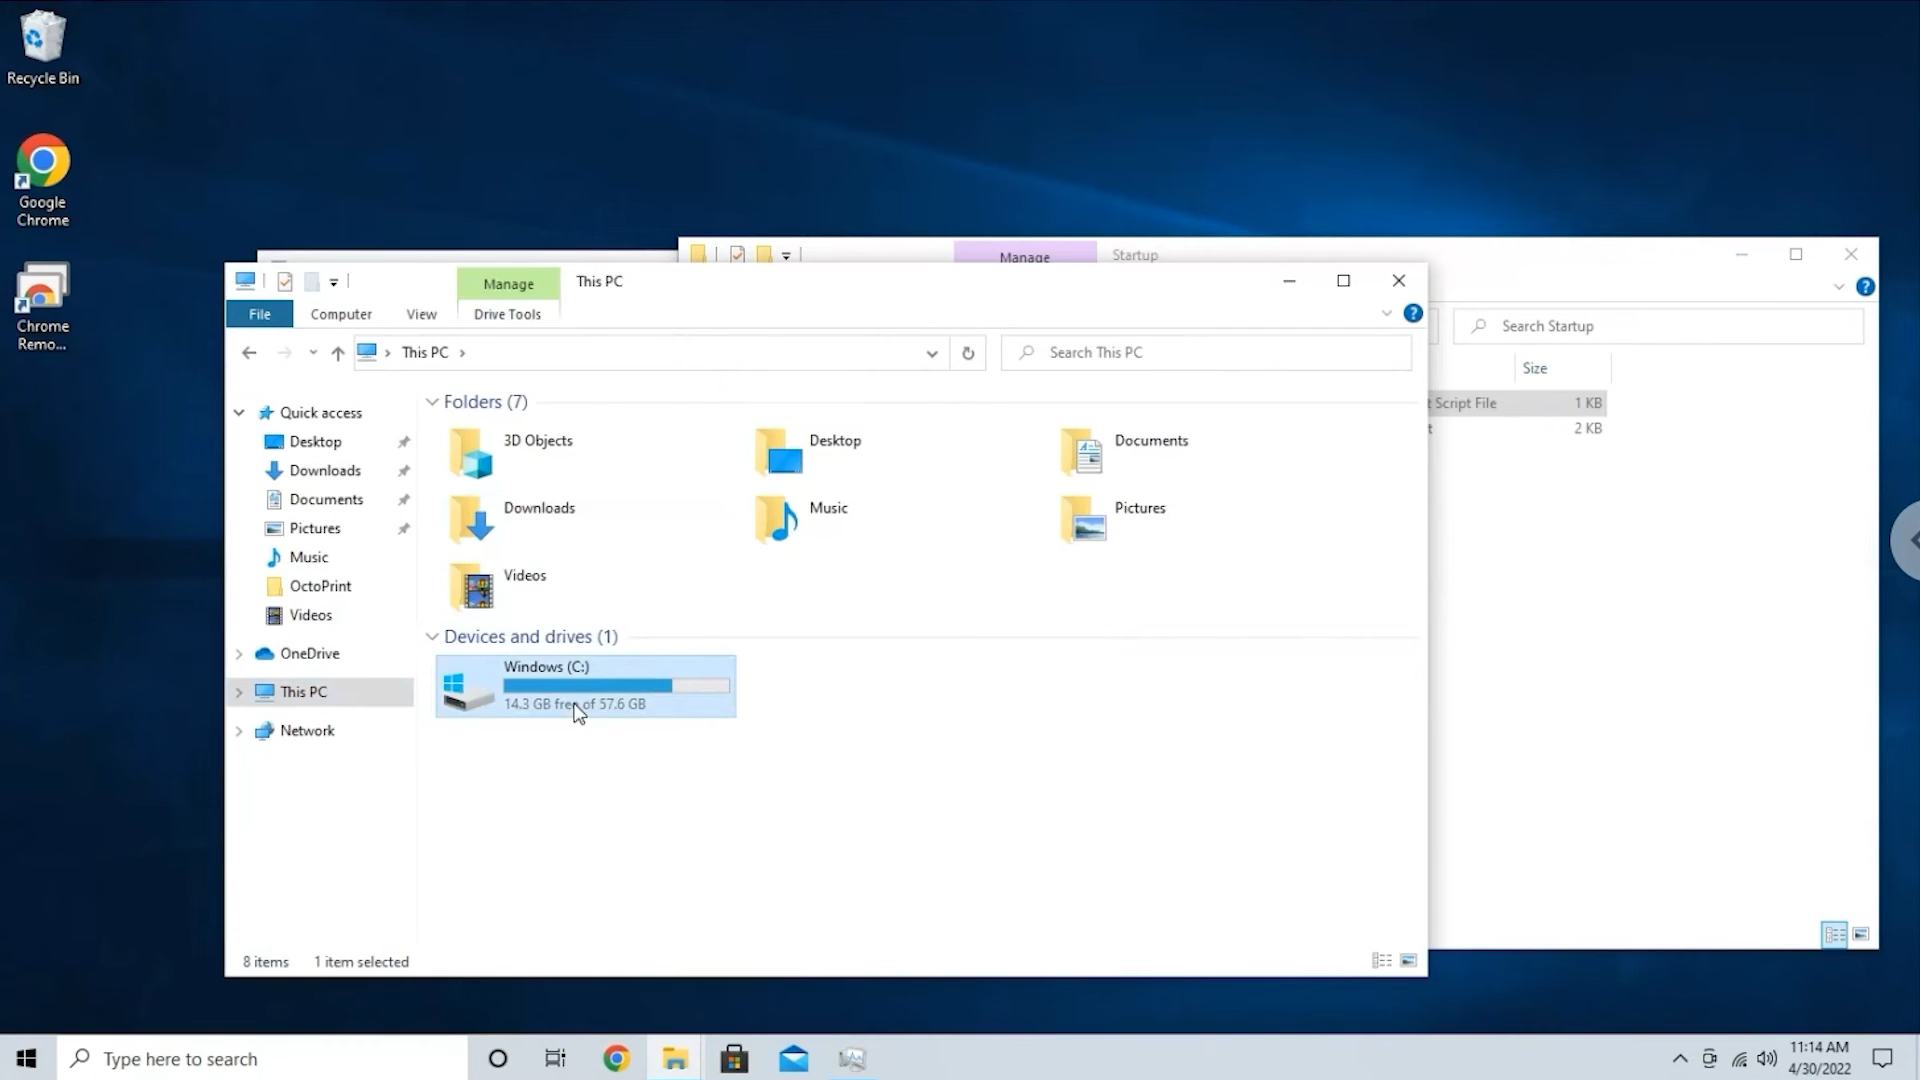 Recycle Bin
Google
Chrome
Chrome
Remo...
Manage
Startup
Search Startup
Size
t Script File
1 KB
t
2 KB
Manage
This PC
File
Computer
View
Drive Tools
This PC
Search This PC
Quick access
Desktop
Downloads
Documents
Pictures
Music
OctoPrint
Videos
OneDrive
This PC
Network
Folders (7)
3D Objects
Desktop
Documents
Downloads
Music
Pictures
Videos
Devices and drives (1)
Windows (C:)
14.3 GB free of 57.6 GB
8 items
1 item selected
Type here to search
11:14 AM
4/30/2022